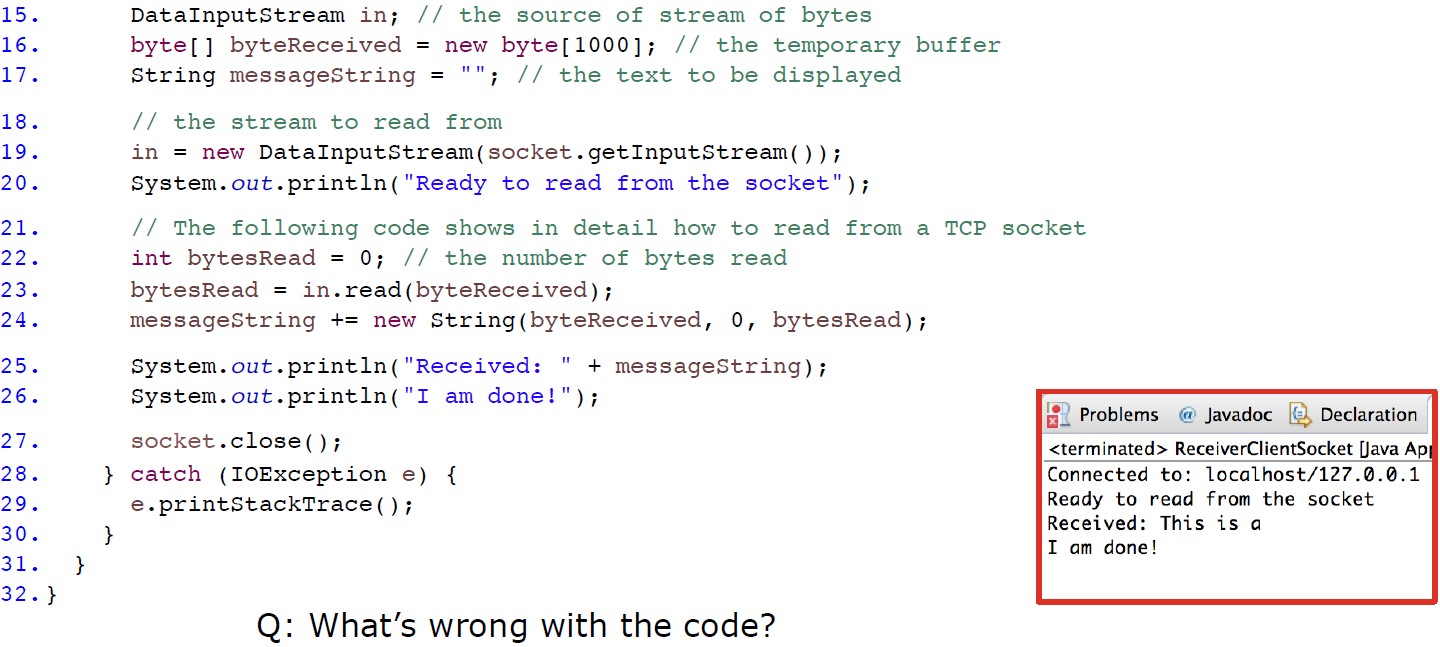 15. DataInputStream in; // the source of stream of bytes
16. byte[] byteReceived = new byte[1000]; // the temporary buffer
17. String messageString = ""; // the text to be displayed
18. // the stream to read from
19. in = new DataInputStream(socket.getInputStream());
20. System.out.println("Ready to read from the socket");
21. // The following code shows in detail how to read from a TCP socket
22. int bytesRead = 0; // the number of bytes read
23. bytesRead = in.read(byteReceived);
24. messageString += new String(byteReceived, 0, bytesRead);
25. System.out.println("Received: " + messageString);
26. System.out.println("I am done!");
27. socket.close();
28. } catch (IOException e) {
29. e.printStackTrace();
30. }
31. }
32. }
Problems @ Javadoc Declaration
<terminated> ReceiverClientSocket [Java App
Connected to: localhost/127.0.0.1
Ready to read from the socket
Received: This is a
I am done!
Q: What’s wrong with the code?